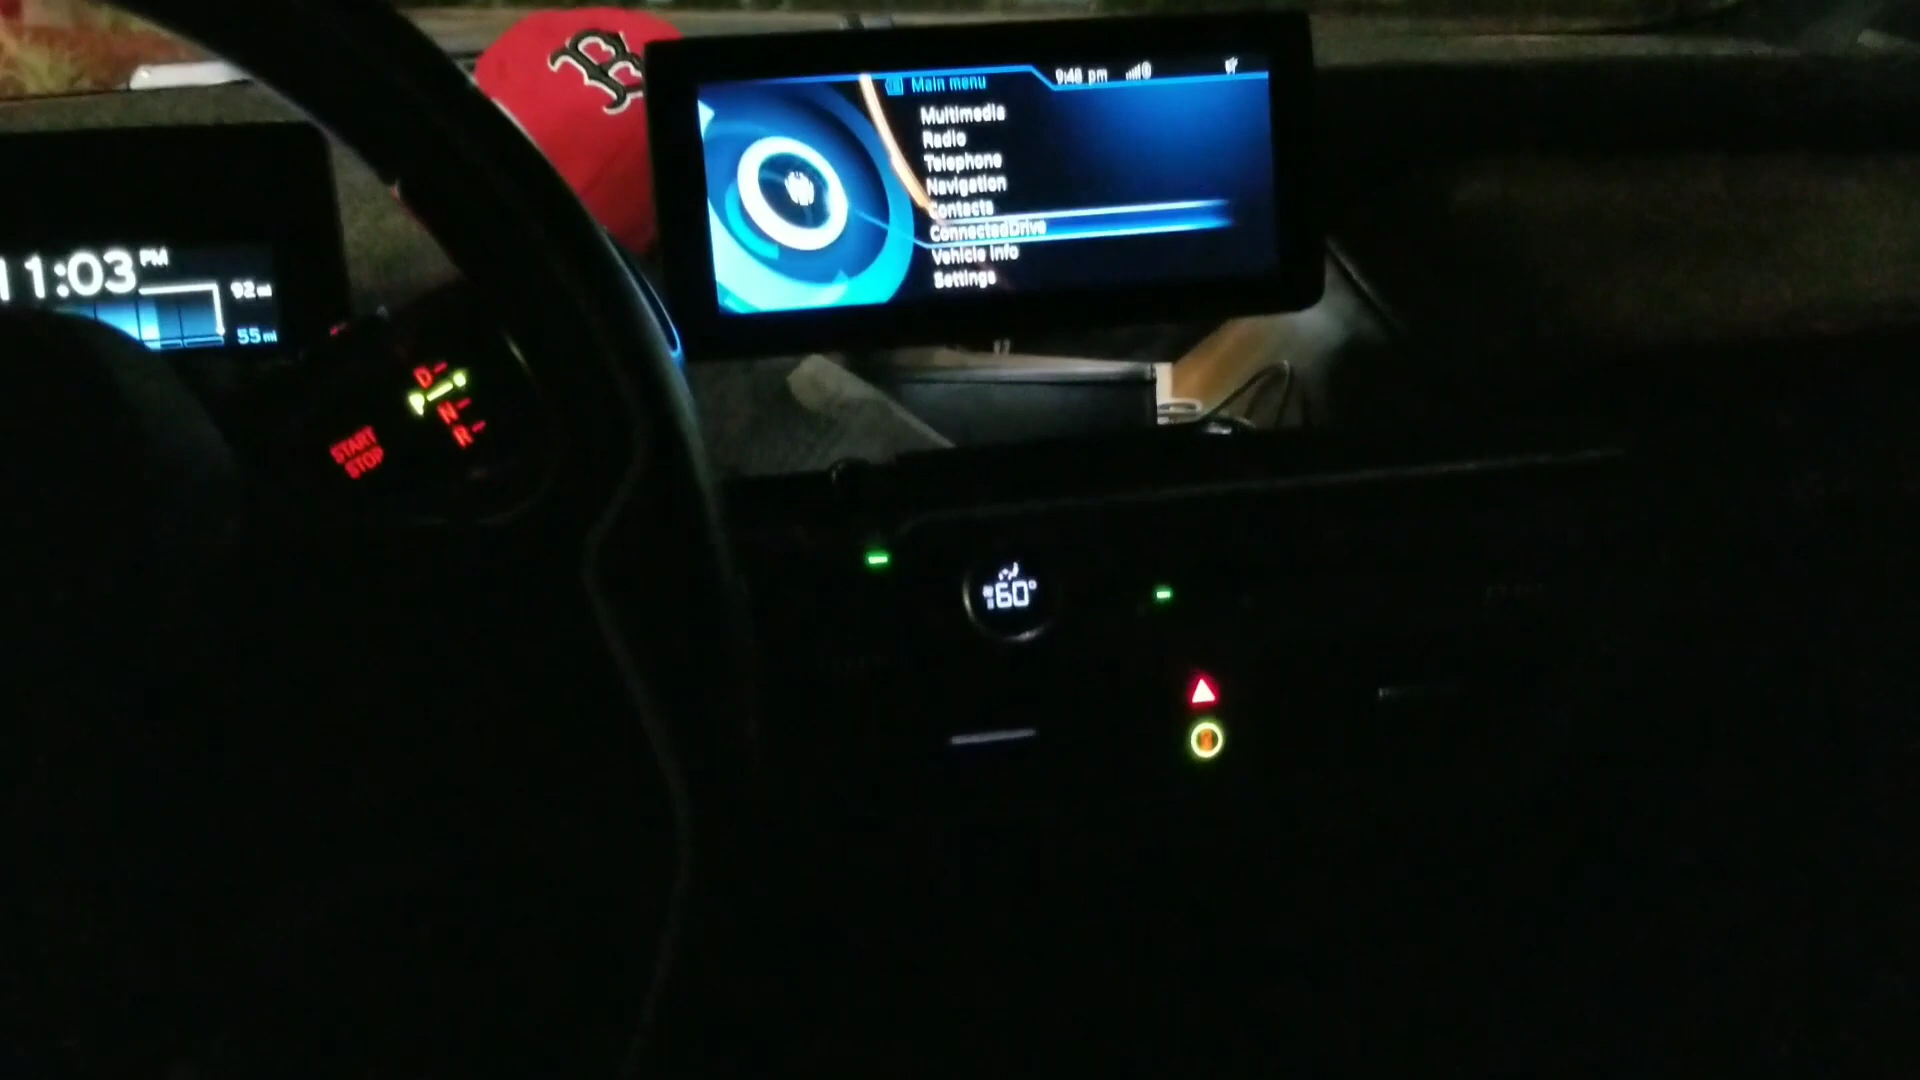 B
Main menu
9:48 pm
Multimedia
Radio
Telephone
Navigation
Contacts
ConnectedDrive
Vehicle info
Settings
11:03 PM
92 mi
55 mi
D
P
N
R
START
STOP
60°